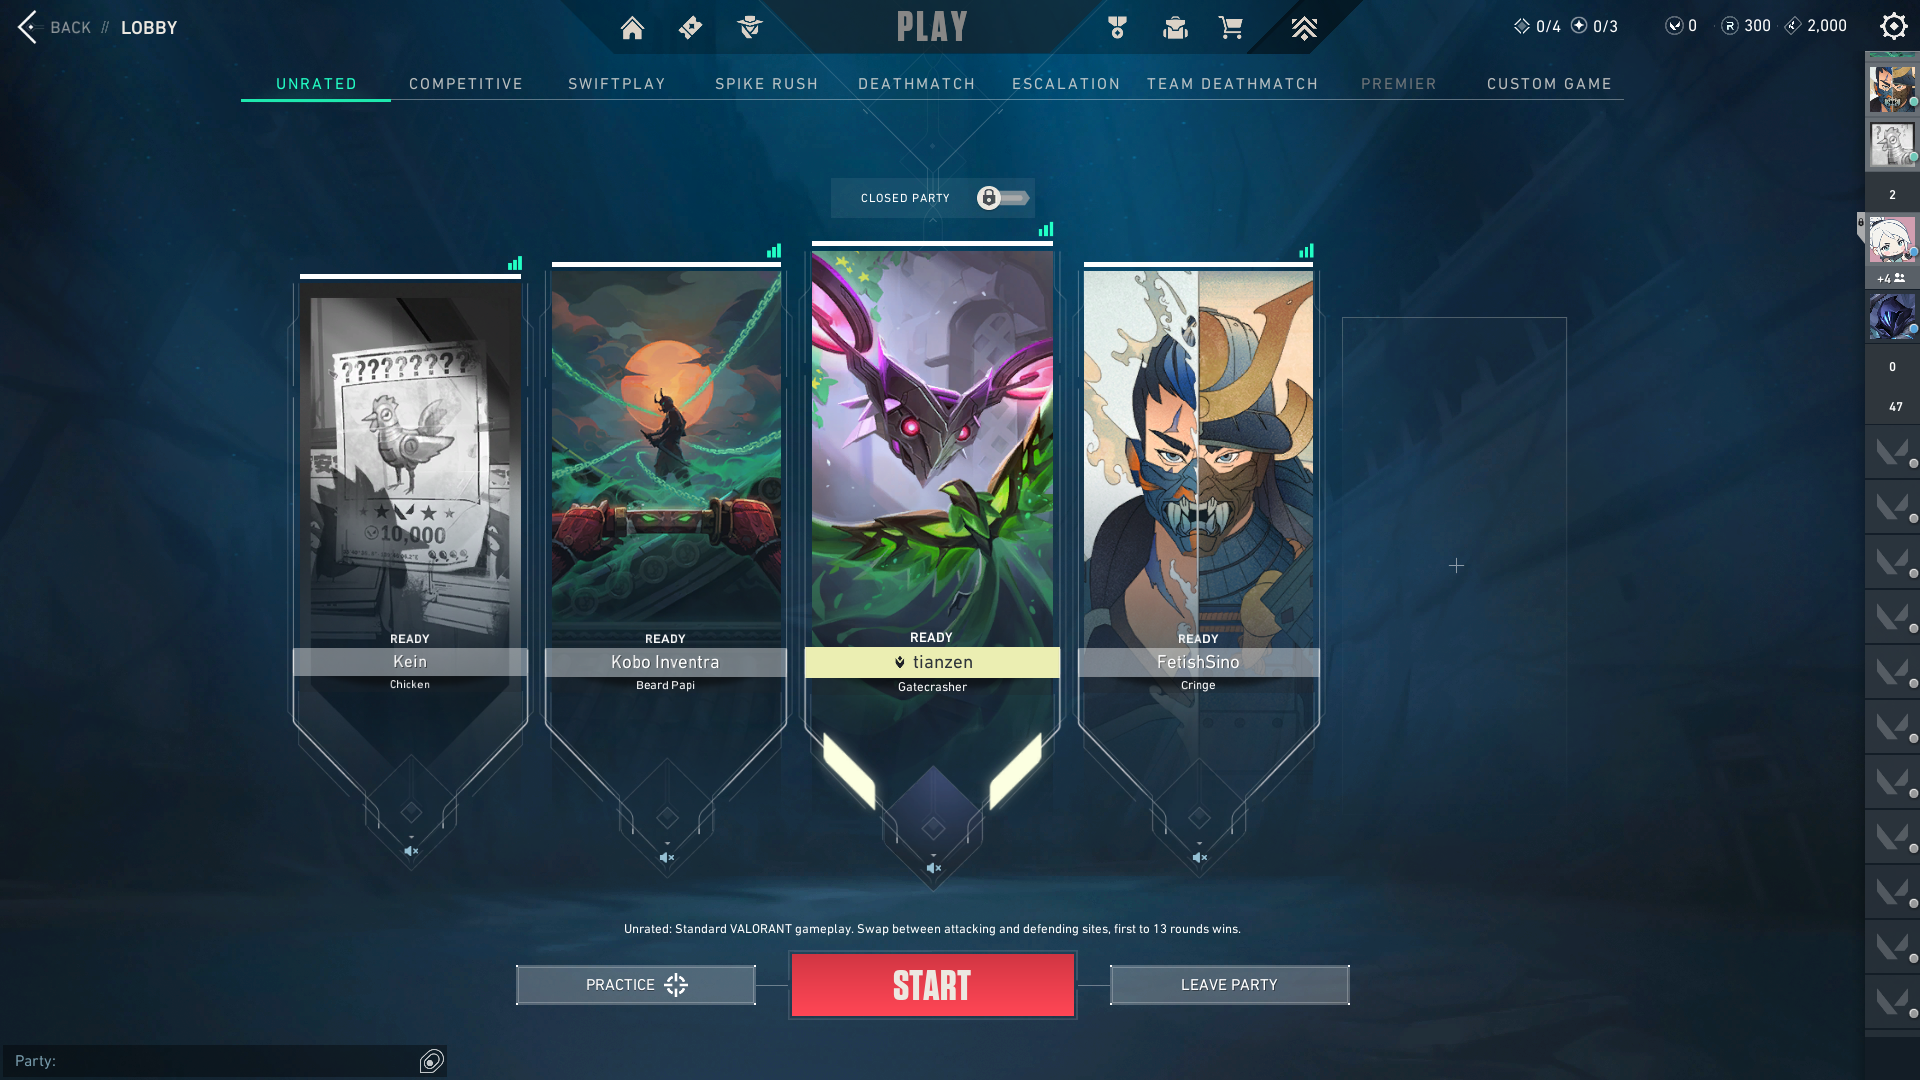 BACK // LOBBY
PLAY
0/4 0/3 0 300 2,000
UNRATED COMPETITIVE SWIFTPLAY SPIKE RUSH DEATHMATCH ESCALATION TEAM DEATHMATCH PREMIER CUSTOM GAME
CLOSED PARTY
2
+4
0
47
????????
10,000
READY
Kein
Chicken
READY
Kobo Inventra
Beard Papi
READY
tianzen
Gatecrasher
READY
FetishSino
Cringe
Unrated: Standard VALORANT gameplay. Swap between attacking and defending sites, first to 13 rounds wins.
PRACTICE
START
LEAVE PARTY
Party: